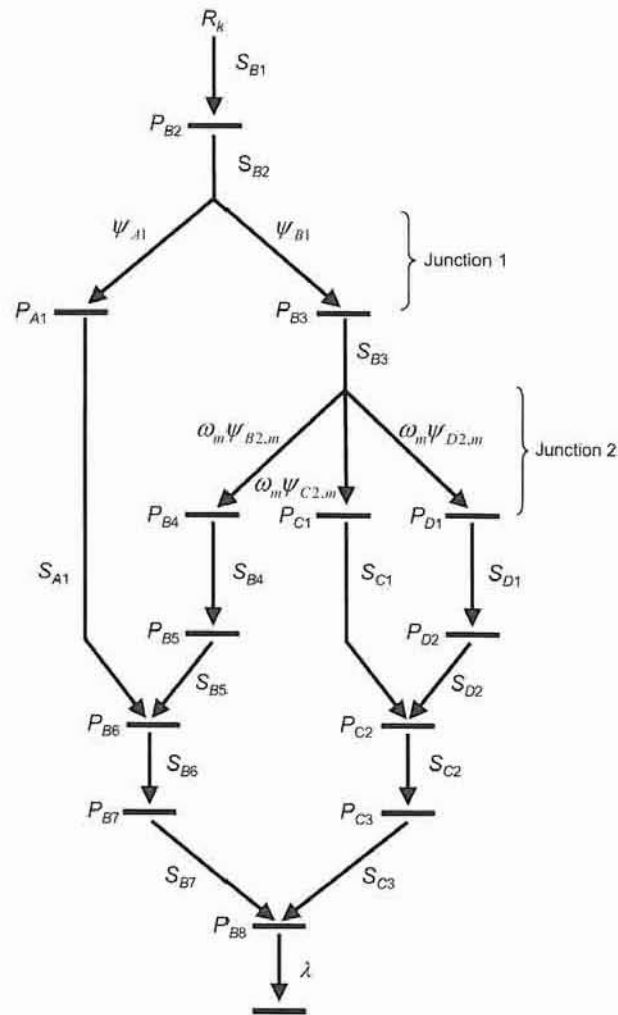 R_k
S_B1
P_B2
S_B2
ψ_A1
ψ_B1
Junction 1
P_A1
P_B3
S_B3
ω_m ψ_B2,m
ω_m ψ_D2,m
Junction 2
ω_m ψ_C2,m
P_B4
P_C1
P_D1
S_A1
S_B4
S_C1
S_D1
P_B5
P_D2
S_B5
S_D2
P_B6
P_C2
S_B6
S_C2
P_B7
P_C3
S_B7
S_C3
P_B8
λ